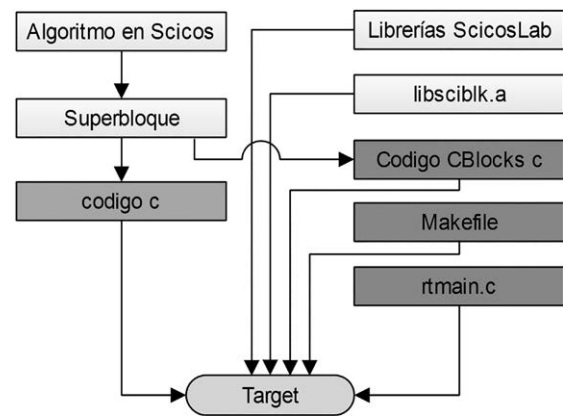 Algoritmo en Scicos
Librerías ScicosLab
Superbloque
libsciblk.a
codigo c
Codigo CBlocks c
Makefile
rtmain.c
Target